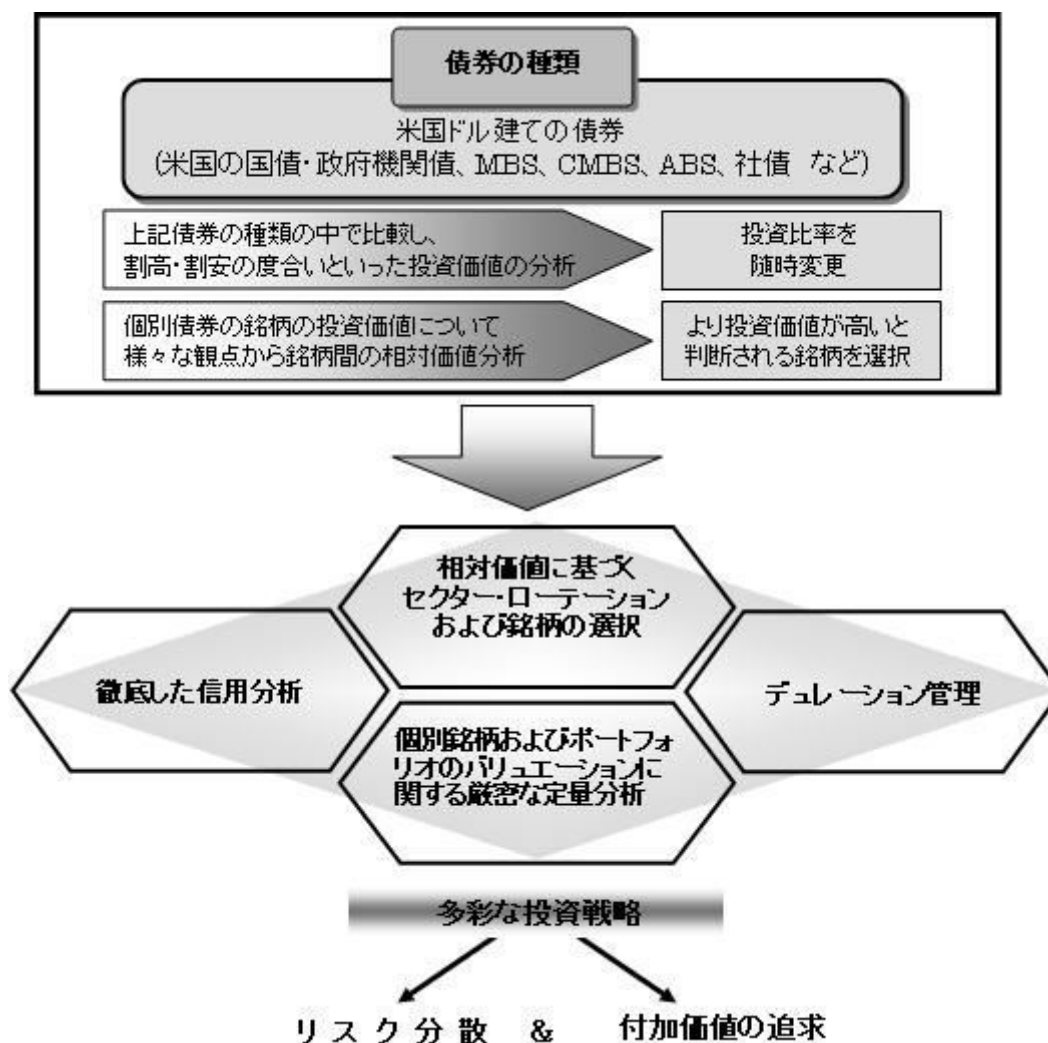 債券の種類
米国ドル建ての債券
(米国の国債・政府機関債、MBS、CMBS、ABS、社債 など)
上記債券の種類の中で比較し、
割高・割安の度合いといった投資価値の分析
投資比率を
随時変更
個別債券の銘柄の投資価値について
様々な観点から銘柄間の相対価値分析
より投資価値が高いと
判断される銘柄を選択
相対価値に基づく
セクター・ローテーション
および銘柄の選択
徹底した信用分析
デュレーション管理
個別銘柄およびポートフォ
リオのバリュエーションに
関する厳密な定量分析
多彩な投資戦略
リスク分散 & 付加価値の追求